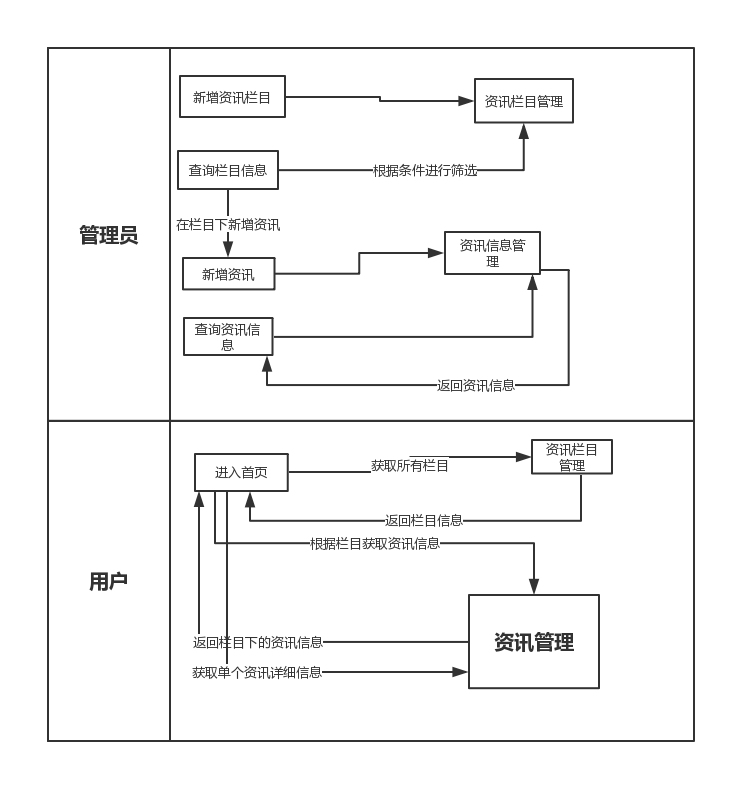 新增资讯栏目
资讯栏目管理
查询栏目信息
根据条件进行筛选
管理员
在栏目下新增资讯
资讯信息管
理
新增资讯
查询资讯信
息
返回资讯信息
进入首页
获取所有栏目
资讯栏目
管理
返回栏目信息
根据栏目获取资讯信息
用户
资讯管理
返回栏目下的资讯信息
获取单个资讯详细信息